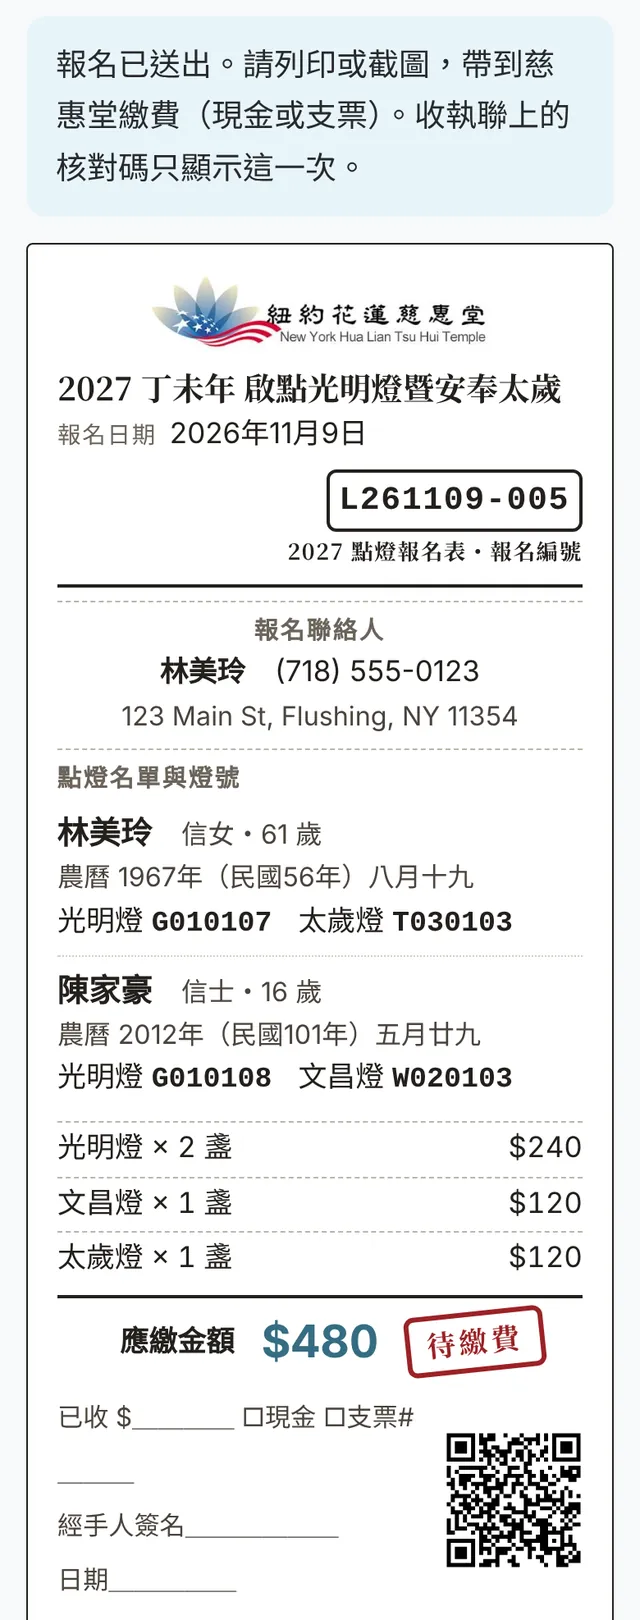 報名已送出。請列印或截圖，帶到慈
惠堂繳費（現金或支票）。收執聯上的
核對碼只顯示這一次。
紐約花蓮慈惠堂
New York Hua Lian Tsu Hui Temple
2027 丁未年 啟點光明燈暨安奉太歲
報名日期 2026年11月9日
L261109-005
2027 點燈報名表・報名編號
報名聯絡人
林美玲 (718) 555-0123
123 Main St, Flushing, NY 11354
點燈名單與燈號
林美玲 信女・61 歲
農曆 1967年（民國56年）八月十九
光明燈 G010107 太歲燈 T030103
陳家豪 信士・16 歲
農曆 2012年（民國101年）五月廿九
光明燈 G010108 文昌燈 W020103
光明燈 × 2 盞 $240
文昌燈 × 1 盞 $120
太歲燈 × 1 盞 $120
應繳金額 $480 待繳費
已收 $________ ☐現金 ☐支票#
______
經手人簽名____________
日期__________